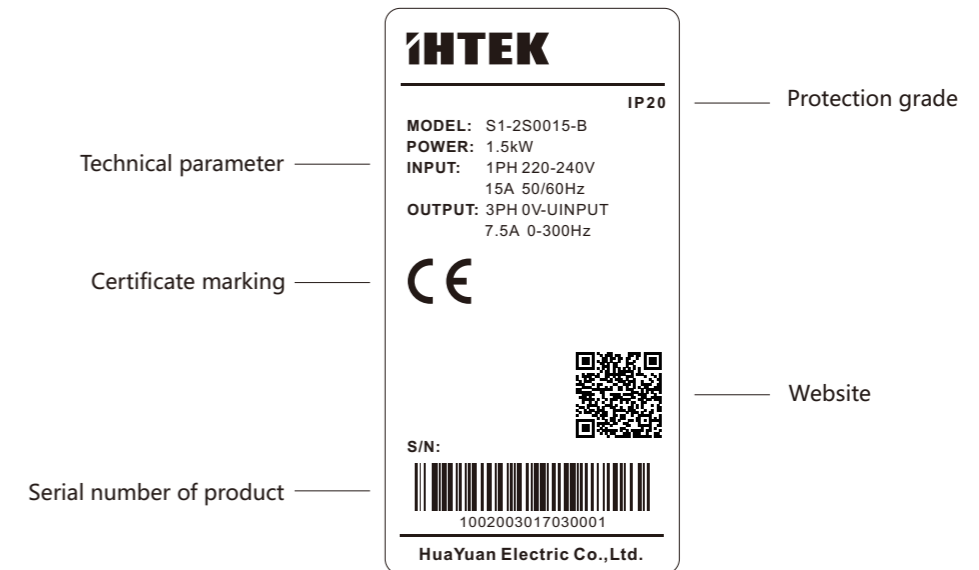 iHTEK
IP20
Protection grade
MODEL: S1-2S0015-B
POWER: 1.5kW
Technical parameter
INPUT: 1PH 220-240V
15A 50/60Hz
OUTPUT: 3PH 0V-UINPUT
7.5A 0-300Hz
Certificate marking
CE
Website
S/N:
Serial number of product
1002003017030001
HuaYuan Electric Co.,Ltd.